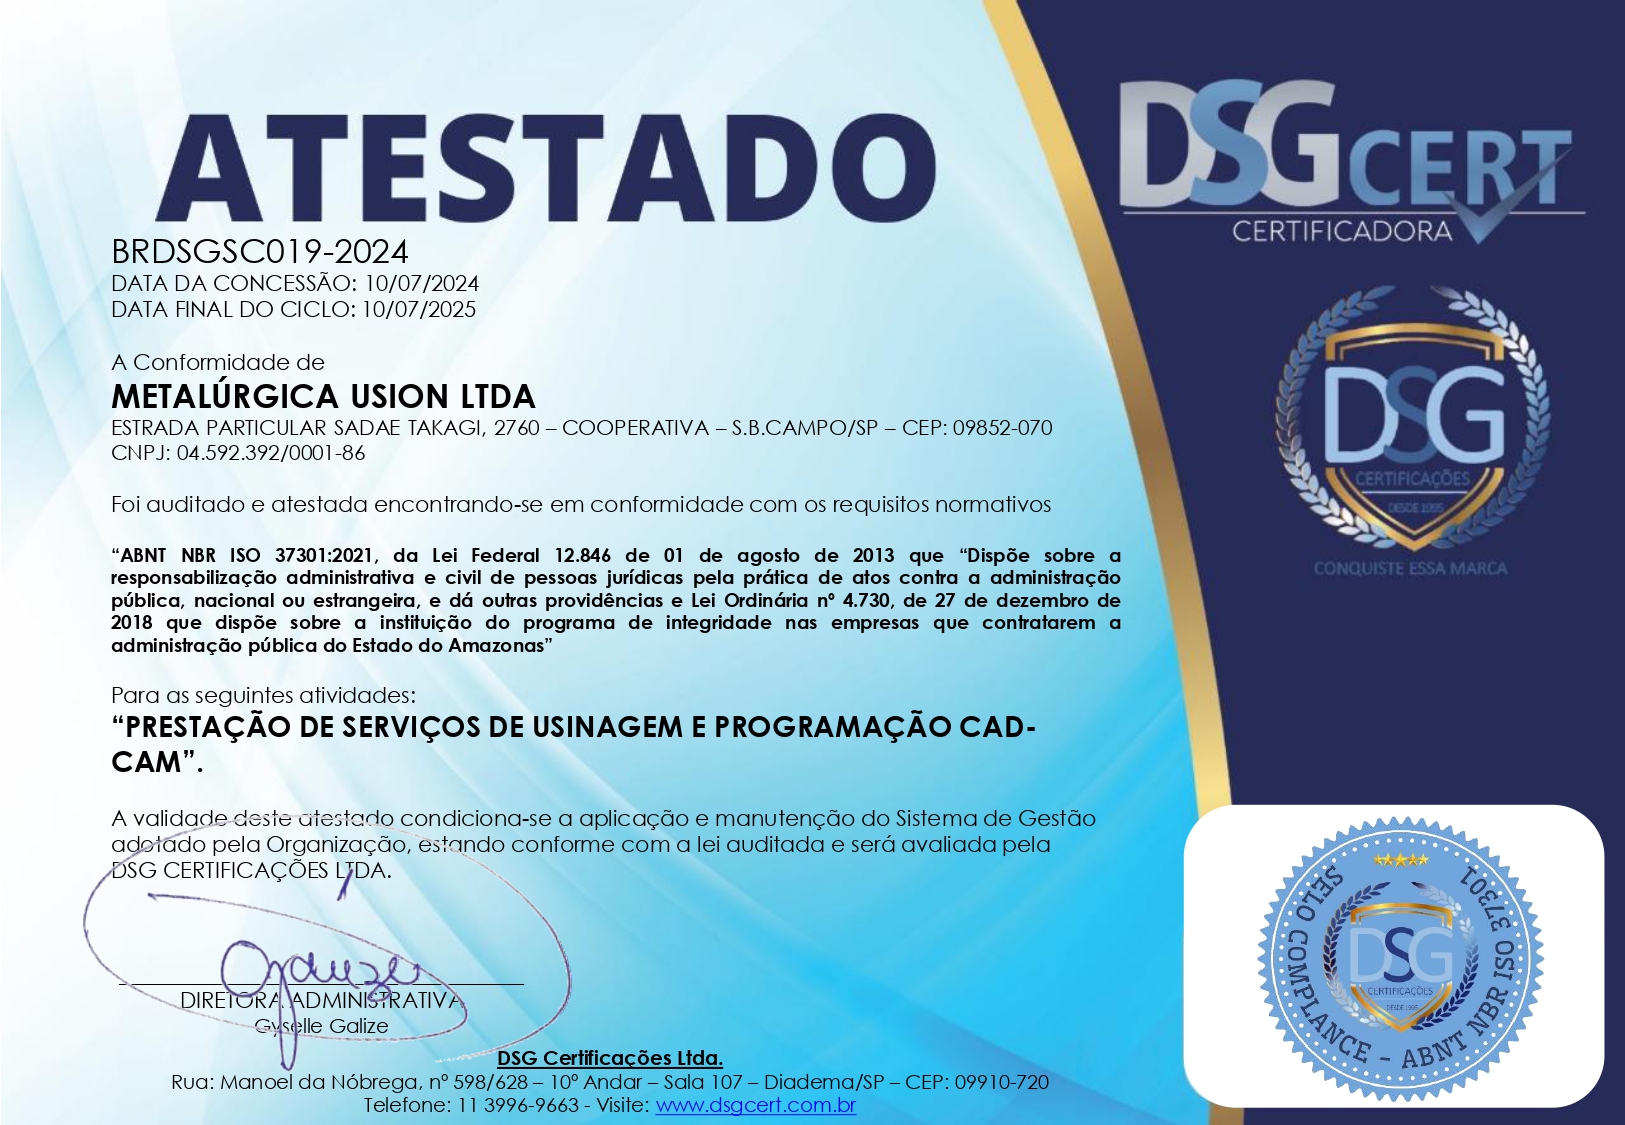 ATESTADO
BRDSGSC019-2024
DATA DA CONCESSÃO: 10/07/2024
DATA FINAL DO CICLO: 10/07/2025
A Conformidade de
METALÚRGICA USION LTDA
ESTRADA PARTICULAR SADAE TAKAGI, 2760 – COOPERATIVA – S.B.CAMPO/SP – CEP: 09852-070
CNPJ: 04.592.392/0001-86
Foi auditado e atestada encontrando-se em conformidade com os requisitos normativos
“ABNT NBR ISO 37301:2021, da Lei Federal 12.846 de 01 de agosto de 2013 que “Dispõe sobre a
responsabilização administrativa e civil de pessoas jurídicas pela prática de atos contra a administração
pública, nacional ou estrangeira, e dá outras providências e Lei Ordinária nº 4.730, de 27 de dezembro de
2018 que dispõe sobre a instituição do programa de integridade nas empresas que contratarem a
administração pública do Estado do Amazonas”
Para as seguintes atividades:
“PRESTAÇÃO DE SERVIÇOS DE USINAGEM E PROGRAMAÇÃO CAD-
CAM”.
A validade deste atestado condiciona-se a aplicação e manutenção do Sistema de Gestão
adotado pela Organização, estando conforme com a lei auditada e será avaliada pela
DSG CERTIFICAÇÕES LTDA.
DIRETORA ADMINISTRATIVA
Gyselle Galize
DSG Certificações Ltda.
Rua: Manoel da Nóbrega, nº 598/628 – 10º Andar – Sala 107 – Diadema/SP – CEP: 09910-720
Telefone: 11 3996-9663 - Visite: www.dsgcert.com.br
DSG CERT
CERTIFICADORA
DSG
CERTIFICAÇÕES
DESDE 1995
CONQUISTE ESSA MARCA
SELO COMPLANCE – ABNT NBR ISO 37301
DSG
CERTIFICAÇÕES
DESDE 1995